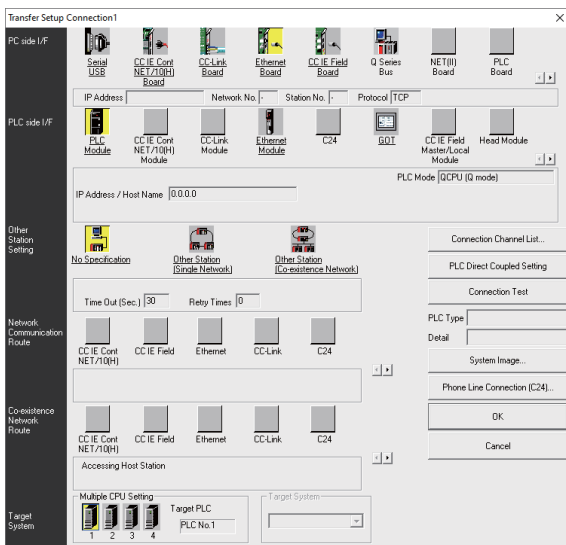 Transfer Setup Connection1
PC side I/F
Serial
USB
CC IE Cont
NET/10(H)
Board
CC-Link
Board
Ethernet
Board
CC IE Field
Board
Q Series
Bus
NET(II)
Board
PLC
Board
IP Address
Network No. -
Station No. -
Protocol TCP
PLC side I/F
PLC
Module
CC IE Cont
NET/10(H)
Module
CC-Link
Module
Ethernet
Module
C24
GOT
CC IE Field
Master/Local
Module
Head Module
PLC Mode QCPU (Q mode)
IP Address / Host Name 0.0.0.0
Other
Station
Setting
No Specification
Other Station
(Single Network)
Other Station
(Co-existence Network)
Time Out (Sec.) 30
Retry Times 0
Connection Channel List...
PLC Direct Coupled Setting
Connection Test
PLC Type
Detail
System Image...
Phone Line Connection (C24)...
OK
Cancel
Network
Communication
Route
CC IE Cont
NET/10(H)
CC IE Field
Ethernet
CC-Link
C24
Co-existence
Network
Route
CC IE Cont
NET/10(H)
CC IE Field
Ethernet
CC-Link
C24
Accessing Host Station
Target
System
Multiple CPU Setting
1 2 3 4
Target PLC
PLC No.1
Target System